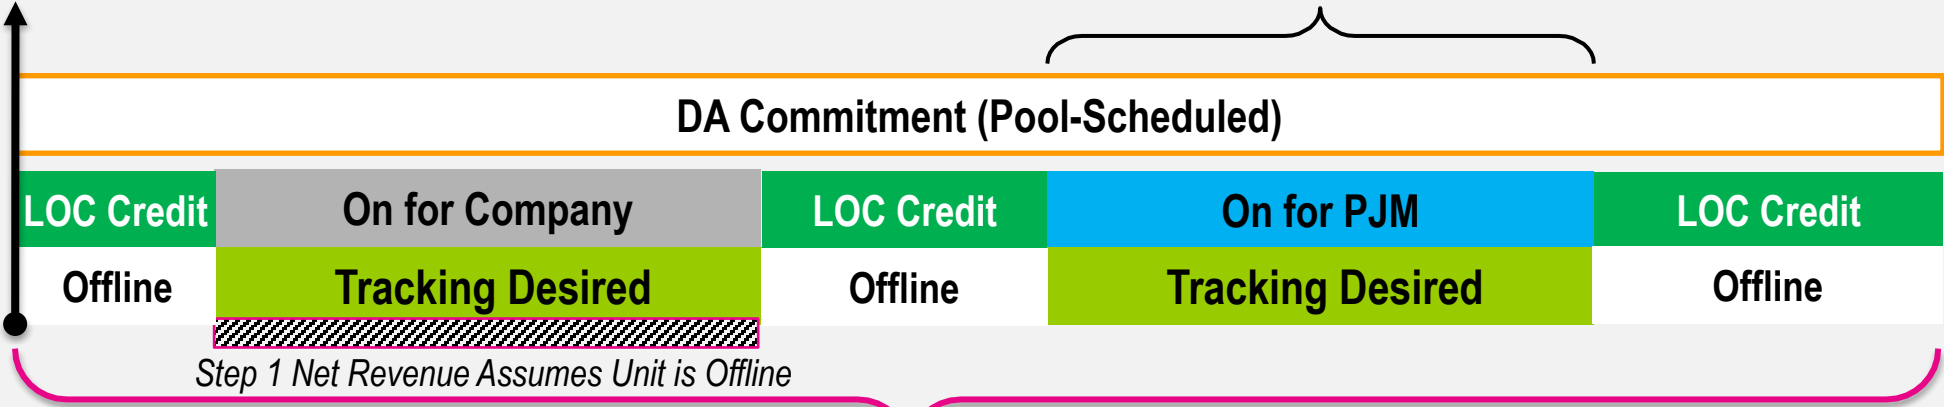 DA Commitment (Pool-Scheduled)
LOC Credit On for Company LOC Credit On for PJM LOC Credit
Offline Tracking Desired Offline Tracking Desired Offline
Step 1 Net Revenue Assumes Unit is Offline